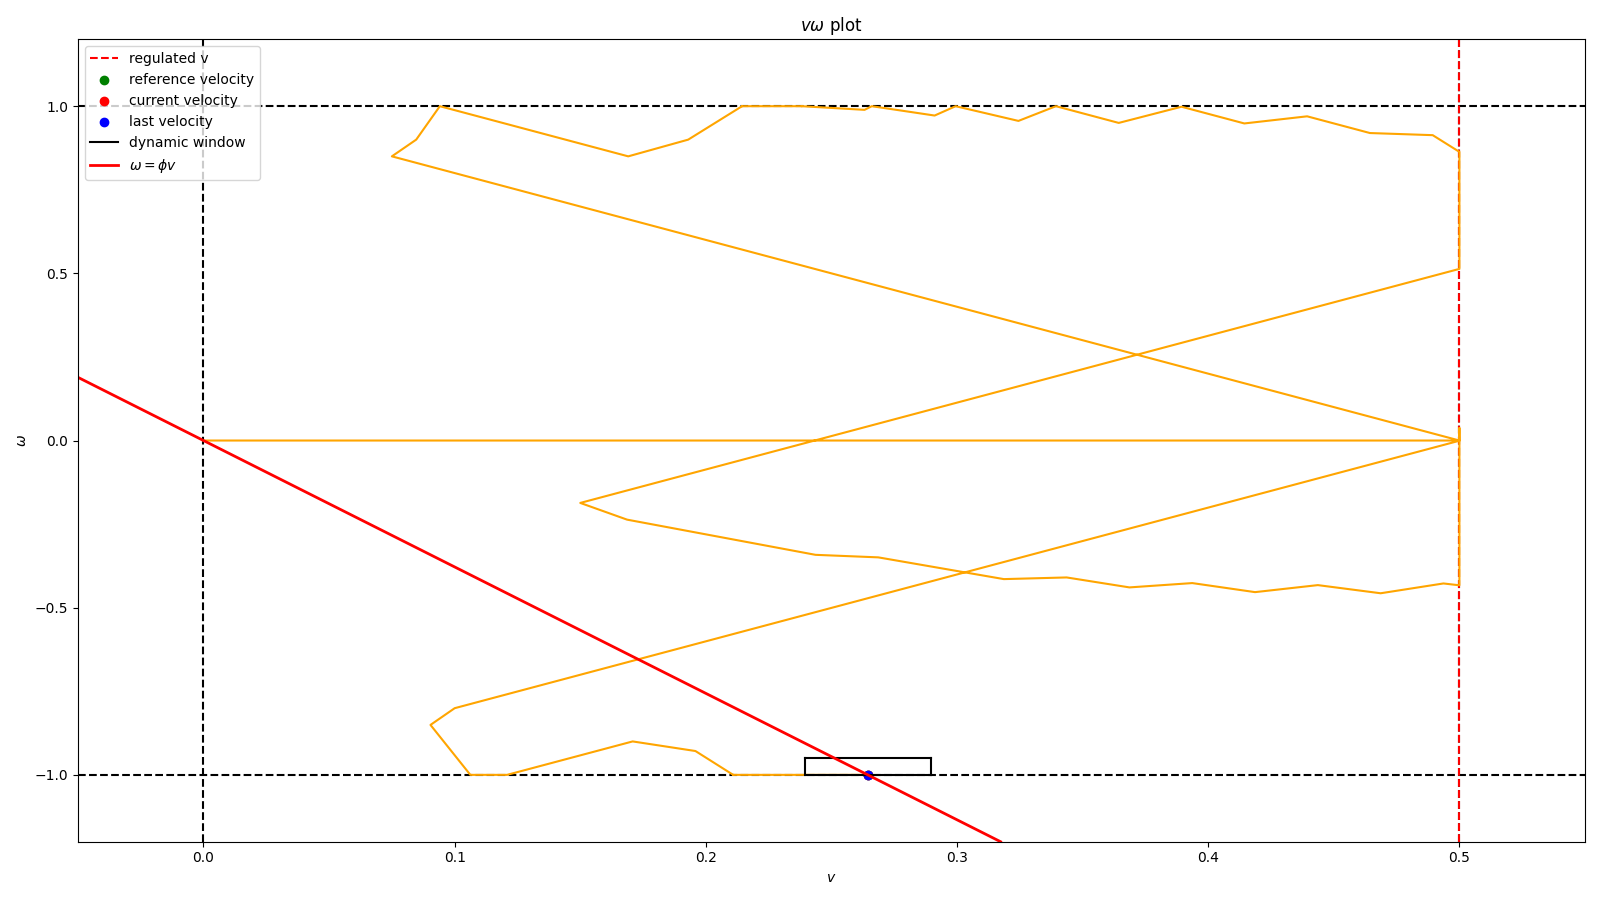 vω plot
regulated v
reference velocity
current velocity
last velocity
dynamic window
ω = ϕv
1.0
0.5
0.0
−0.5
−1.0
ω
0.0 0.1 0.2 0.3 0.4 0.5
v